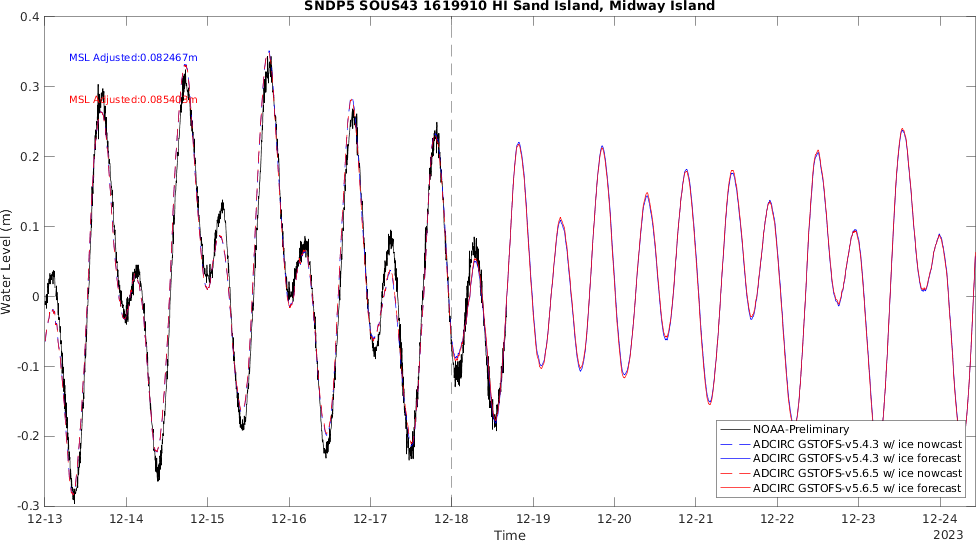 SNDP5 SOUS43 1619910 HI Sand Island, Midway Island
0.4
MSL Adjusted:0.082467m
0.3
MSL Adjusted:0.085409m
0.2
0.1
0
-0.1
-0.2
-0.3
Water Level (m)
NOAA-Preliminary
ADCIRC GSTOFS-v5.4.3 w/ ice nowcast
ADCIRC GSTOFS-v5.4.3 w/ ice forecast
ADCIRC GSTOFS-v5.6.5 w/ ice nowcast
ADCIRC GSTOFS-v5.6.5 w/ ice forecast
12-13 12-14 12-15 12-16 12-17 12-18 12-19 12-20 12-21 12-22 12-23 12-24
Time
2023